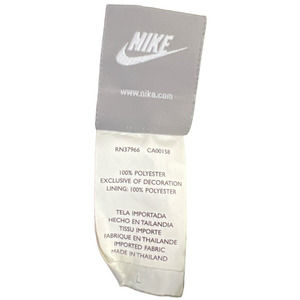 NIKE
www.nike.com
RN37966 CA00158
100% POLYESTER
EXCLUSIVE OF DECORATION
LINING: 100% POLYESTER
TELA IMPORTADA
HECHO EN TAILANDIA
TISSU IMPORTE
FABRIQUE EN THAILANDE
IMPORTED FABRIC
MADE IN THAILAND
L